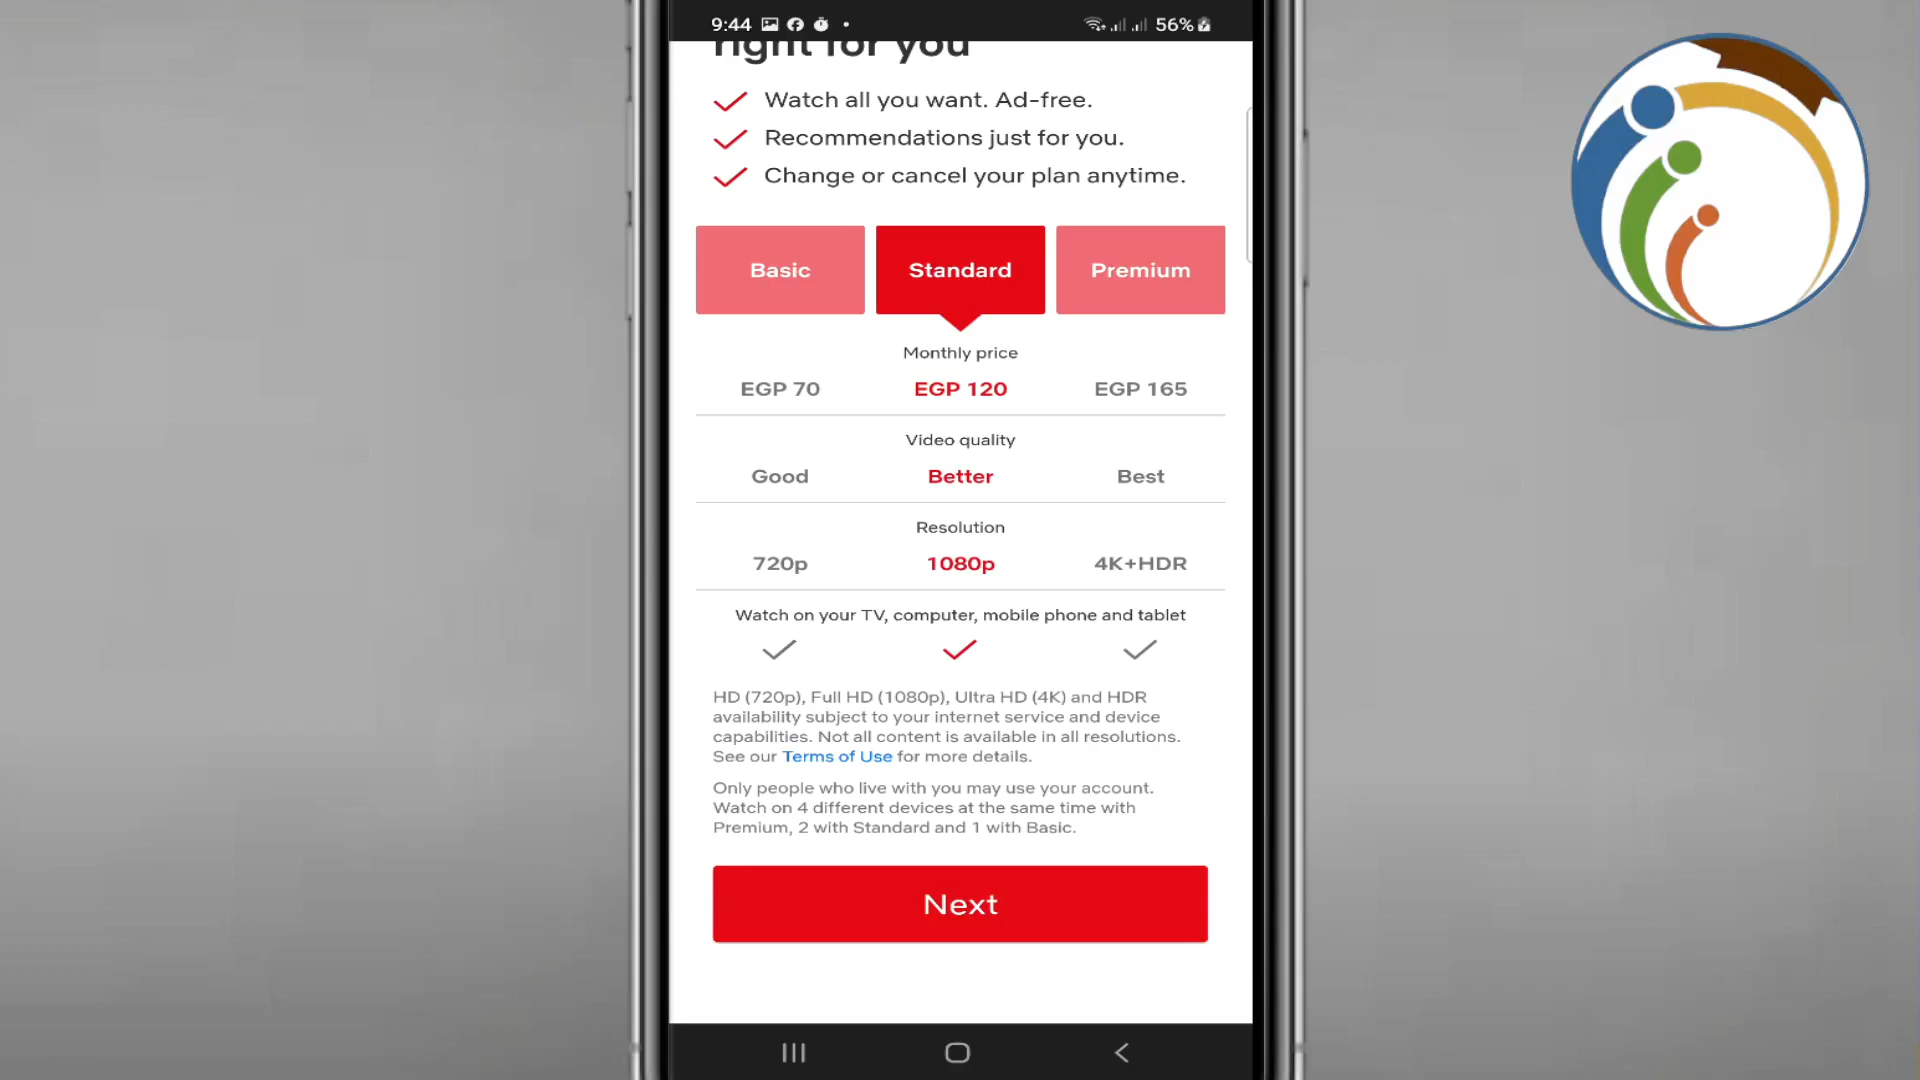 9:44
56%
right for you
Watch all you want. Ad-free.
Recommendations just for you.
Change or cancel your plan anytime.
Basic Standard Premium
Monthly price
EGP 70 EGP 120 EGP 165
Video quality
Good Better Best
Resolution
720p 1080p 4K+HDR
Watch on your TV, computer, mobile phone and tablet
HD (720p), Full HD (1080p), Ultra HD (4K) and HDR
availability subject to your internet service and device
capabilities. Not all content is available in all resolutions.
See our Terms of Use for more details.
Only people who live with you may use your account.
Watch on 4 different devices at the same time with
Premium, 2 with Standard and 1 with Basic.
Next